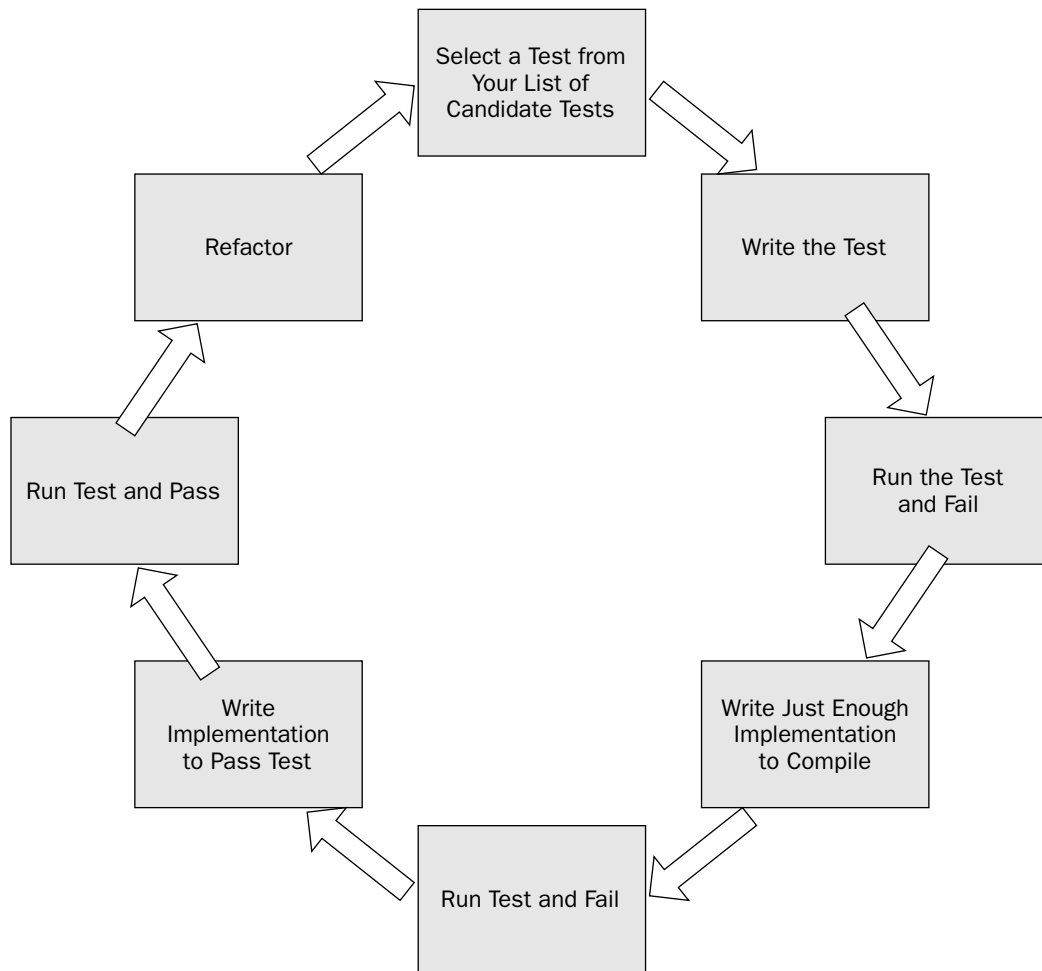 Select a Test from
Your List of
Candidate Tests
Write the Test
Run the Test
and Fail
Write Just Enough
Implementation
to Compile
Run Test and Fail
Write
Implementation
to Pass Test
Run Test and Pass
Refactor